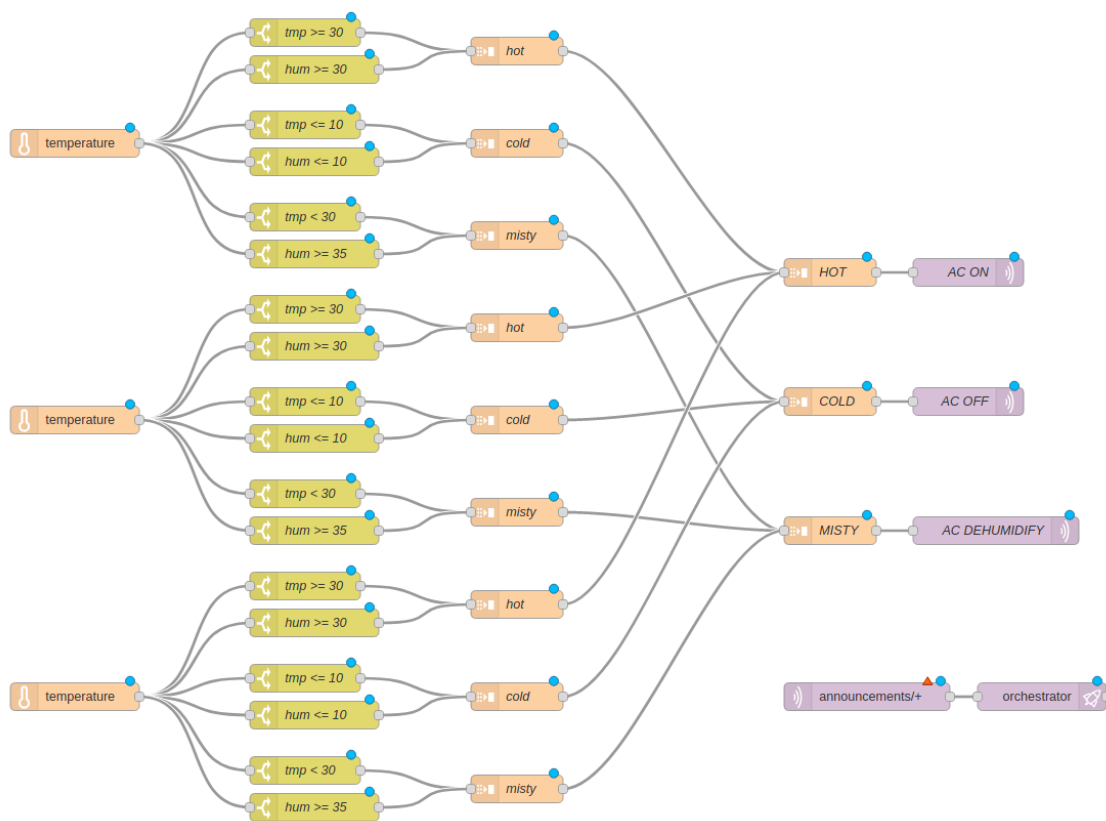 tmp >= 30
hot
hum >= 30
tmp <= 10
temperature
cold
hum <= 10
tmp < 30
misty
hum >= 35
HOT
AC ON
tmp >= 30
hot
hum >= 30
tmp <= 10
COLD
AC OFF
temperature
cold
hum <= 10
tmp < 30
misty
hum >= 35
MISTY
AC DEHUMIDIFY
tmp >= 30
hot
hum >= 30
tmp <= 10
temperature
cold
announcements/+
orchestrator
hum <= 10
tmp < 30
misty
hum >= 35